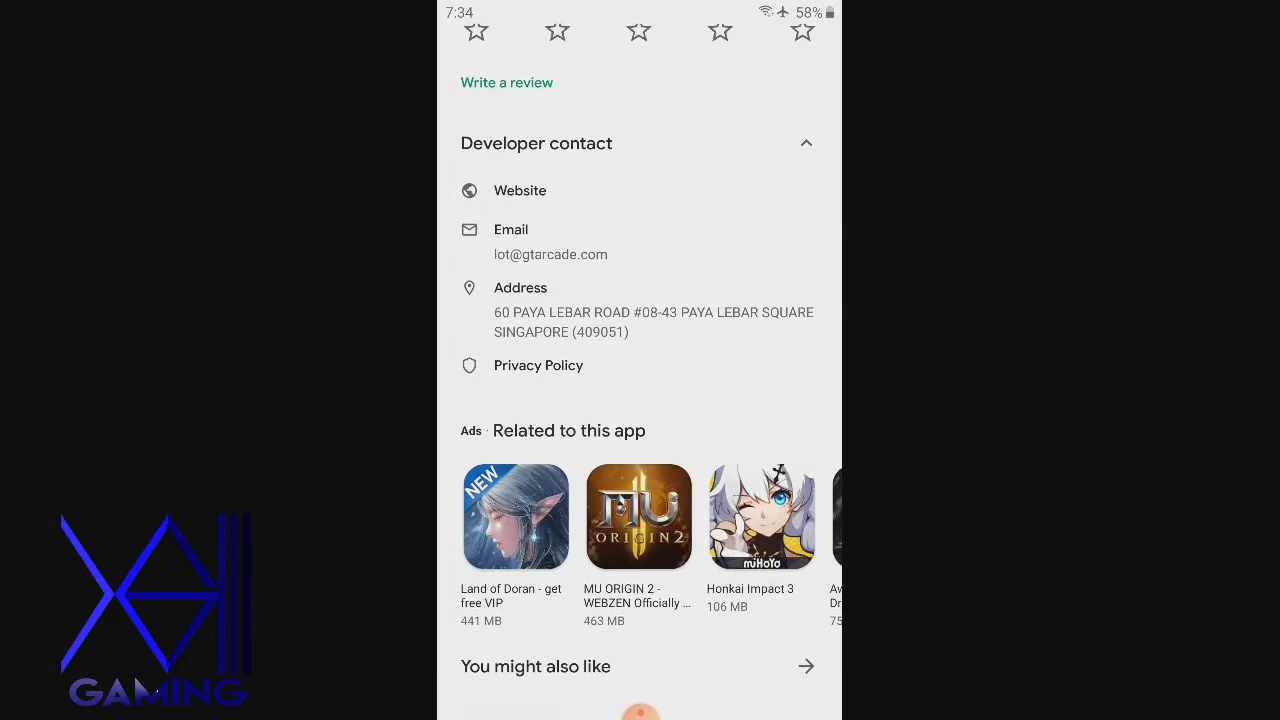 7:34
58%
Write a review
Developer contact
Website
Email
lot@gtarcade.com
Address
60 PAYA LEBAR ROAD #08-43 PAYA LEBAR SQUARE
SINGAPORE (409051)
Privacy Policy
Ads · Related to this app
NEW
MU
ORIGIN 2
miHoYo
Land of Doran - get
free VIP
441 MB
MU ORIGIN 2 -
WEBZEN Officially ...
463 MB
Honkai Impact 3
106 MB
You might also like
GAMING